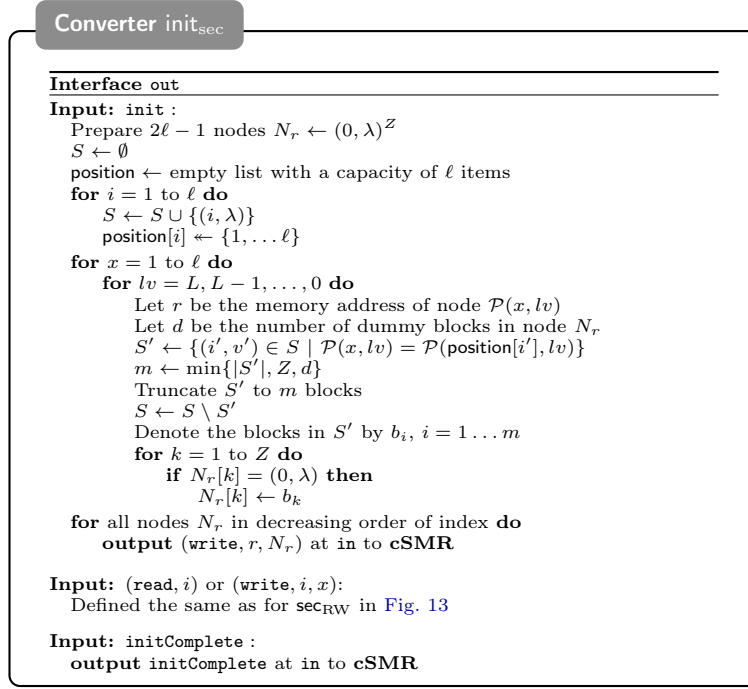 Converter init_sec
Interface out
Input: init :
Prepare 2ℓ − 1 nodes N_r ← (0, λ)^Z
S ← ∅
position ← empty list with a capacity of ℓ items
for i = 1 to ℓ do
S ← S ∪ {(i, λ)}
position[i] ↞ {1, . . . ℓ}
for x = 1 to ℓ do
for lv = L, L − 1, . . . , 0 do
Let r be the memory address of node 𝒫(x, lv)
Let d be the number of dummy blocks in node N_r
S′ ← {(i′, v′) ∈ S | 𝒫(x, lv) = 𝒫(position[i′], lv)}
m ← min{|S′|, Z, d}
Truncate S′ to m blocks
S ← S \ S′
Denote the blocks in S′ by b_i, i = 1 . . . m
for k = 1 to Z do
if N_r[k] = (0, λ) then
N_r[k] ← b_k
for all nodes N_r in decreasing order of index do
output (write, r, N_r) at in to cSMR
Input: (read, i) or (write, i, x):
Defined the same as for sec_RW in Fig. 13
Input: initComplete :
output initComplete at in to cSMR